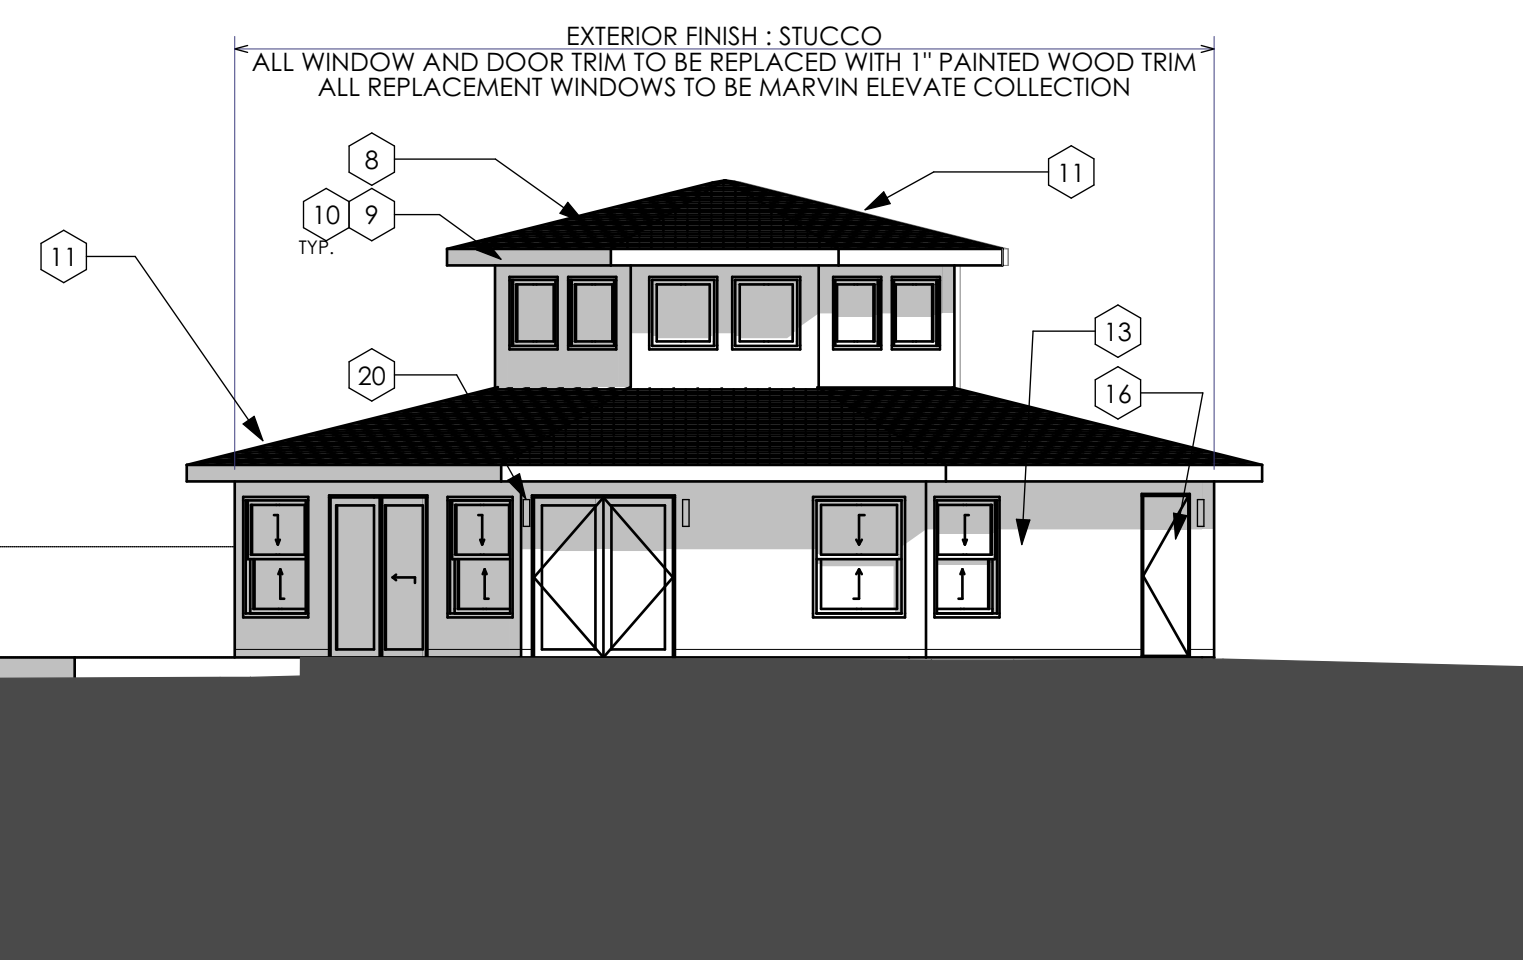 EXTERIOR FINISH : STUCCO
ALL WINDOW AND DOOR TRIM TO BE REPLACED WITH 1" PAINTED WOOD TRIM
ALL REPLACEMENT WINDOWS TO BE MARVIN ELEVATE COLLECTION
8
11
10 9
TYP.
11
13
20
16